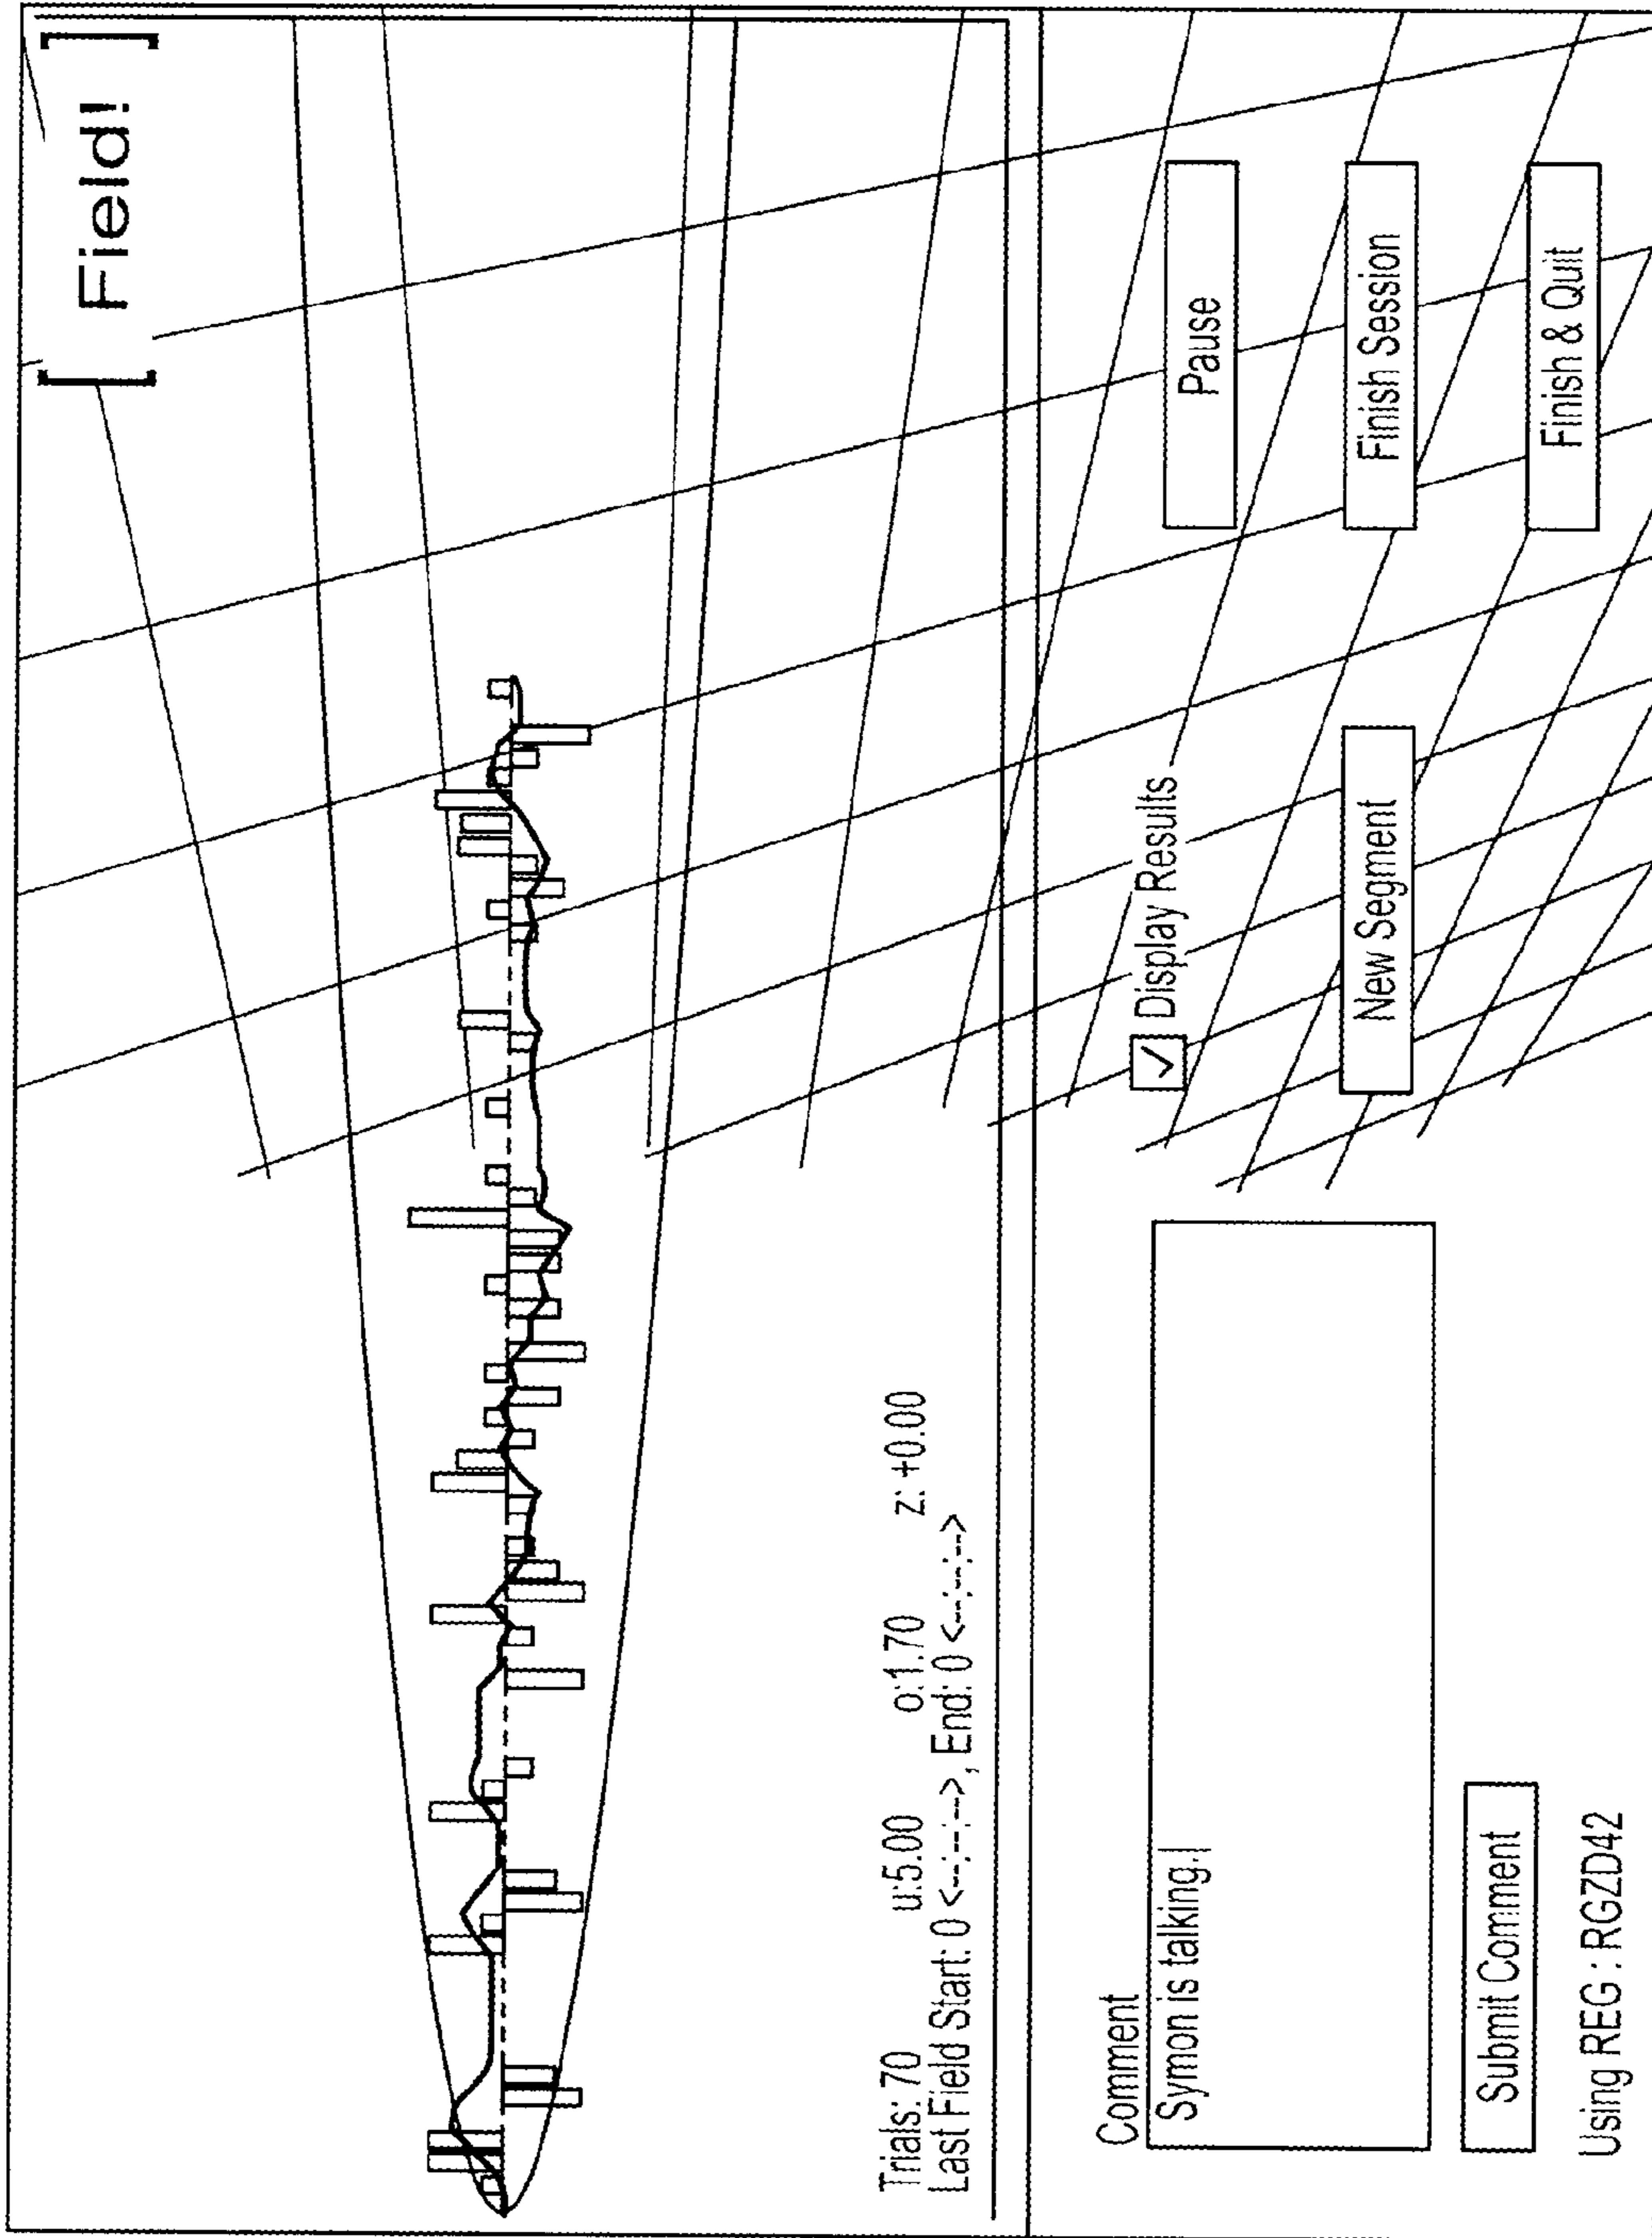 [ Field! ]
Trials: 70 u:5.00 o:1.70 z: +0.00
Last Field Start: 0 <--:--:-->, End: 0 <--:--:-->
Comment
Symon is talking.
Display Results
Pause
New Segment
Finish Session
Submit Comment
Finish & Quit
Using REG : RGZD42